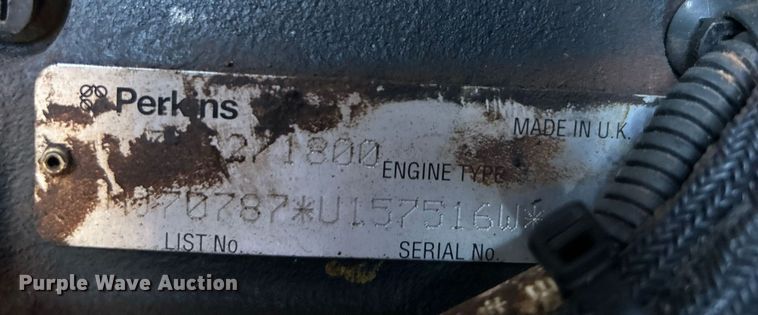 Perkins
MADE IN U.K.
2/1800
ENGINE TYPE
70787*U157516W*
LIST No.
SERIAL No.
Purple Wave Auction